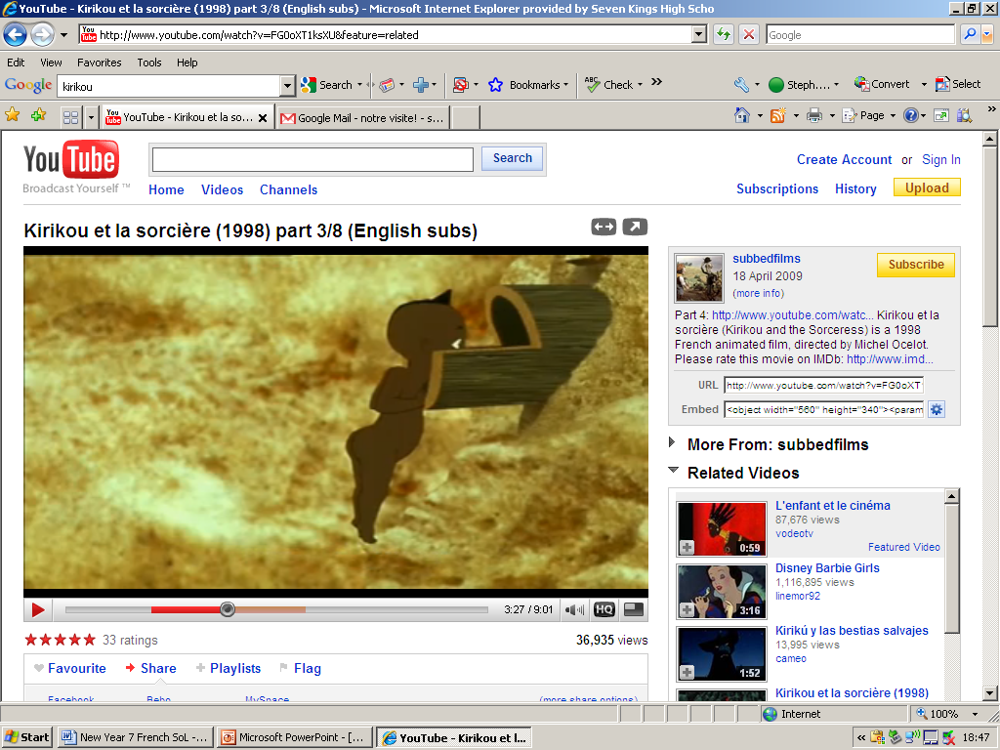 YouTube - Kirikou et la sorcière (1998) part 3/8 (English subs) - Microsoft Internet Explorer provided by Seven Kings High Scho
http://www.youtube.com/watch?v=FG0oXT1ksXU&feature=related
Google
Edit View Favorites Tools Help
Google kirikou Search Bookmarks Check Steph.... Convert Select
YouTube - Kirikou et la so... Google Mail - notre visite! - s... Page
YouTube Search Create Account or Sign In
Broadcast Yourself ™ Home Videos Channels Subscriptions History Upload
Kirikou et la sorcière (1998) part 3/8 (English subs)
subbedfilms
18 April 2009
(more info)
Subscribe
Part 4: http://www.youtube.com/watc... Kirikou et la
sorcière (Kirikou and the Sorceress) is a 1998
French animated film, directed by Michel Ocelot.
Please rate this movie on IMDb: http://www.imd...
URL http://www.youtube.com/watch?v=FG0oXT
Embed <object width="560" height="340"><param
More From: subbedfilms
Related Videos
L'enfant et le cinéma
87,676 views
vodeotv
Featured Video
0:59
Disney Barbie Girls
1,116,895 views
linemor92
3:16
Kirikú y las bestias salvajes
13,995 views
cameo
1:52
Kirikou et la sorcière (1998)
3:27 / 9:01 HQ
33 ratings 36,935 views
Favourite Share Playlists Flag
Facebook Bebo MySpace (more share options)
Internet 100%
Start New Year 7 French SoL -... Microsoft PowerPoint - [... YouTube - Kirikou et l... 18:47